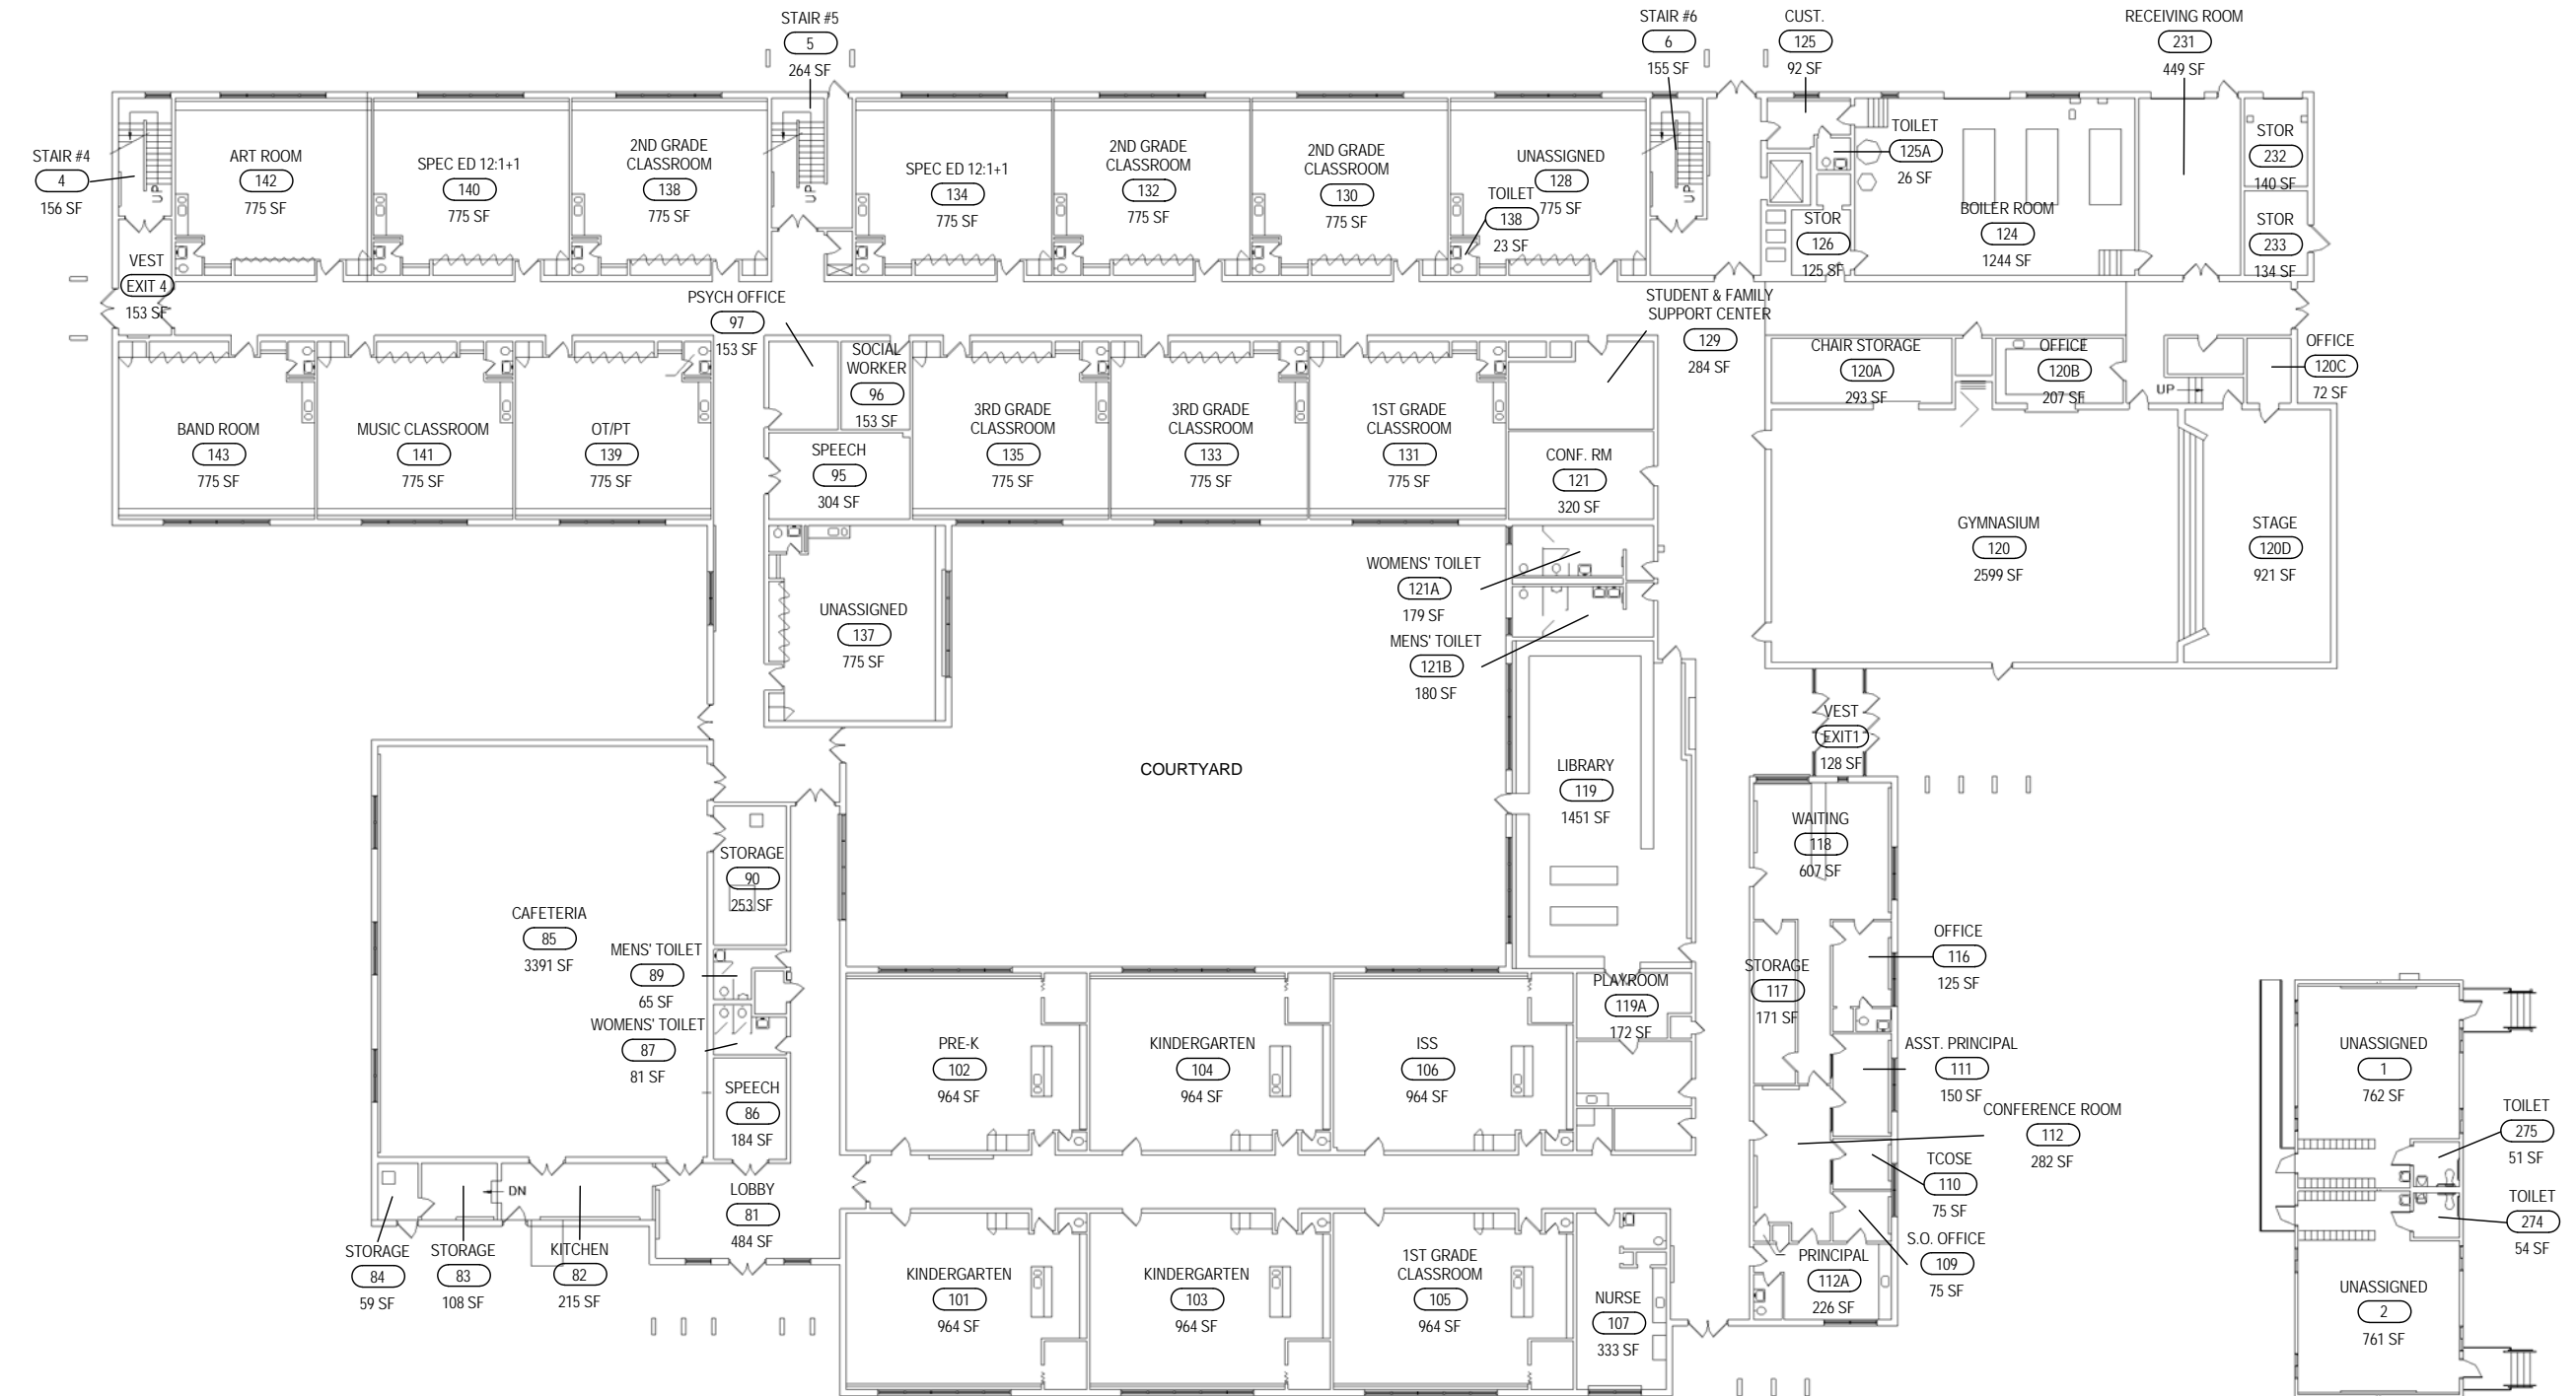 STAIR #5
5
264 SF
STAIR #6
6
155 SF
CUST.
125
92 SF
RECEIVING ROOM
231
449 SF
STAIR #4
4
156 SF
UP
ART ROOM
142
775 SF
SPEC ED 12:1+1
140
775 SF
2ND GRADE
CLASSROOM
138
775 SF
UP
SPEC ED 12:1+1
134
775 SF
2ND GRADE
CLASSROOM
132
775 SF
2ND GRADE
CLASSROOM
130
775 SF
UNASSIGNED
128
775 SF
TOILET
138
23 SF
UP
TOILET
125A
26 SF
STOR
126
125 SF
BOILER ROOM
124
1244 SF
STOR
232
140 SF
STOR
233
134 SF
VEST
EXIT 4
153 SF
PSYCH OFFICE
97
153 SF
SOCIAL
WORKER
96
153 SF
STUDENT & FAMILY
SUPPORT CENTER
129
284 SF
CHAIR STORAGE
120A
293 SF
OFFICE
120B
207 SF
UP
OFFICE
120C
72 SF
BAND ROOM
143
775 SF
MUSIC CLASSROOM
141
775 SF
OT/PT
139
775 SF
SPEECH
95
304 SF
3RD GRADE
CLASSROOM
135
775 SF
3RD GRADE
CLASSROOM
133
775 SF
1ST GRADE
CLASSROOM
131
775 SF
CONF. RM
121
320 SF
GYMNASIUM
120
2599 SF
STAGE
120D
921 SF
UNASSIGNED
137
775 SF
WOMENS' TOILET
121A
179 SF
MENS' TOILET
121B
180 SF
VEST
EXIT1
128 SF
COURTYARD
LIBRARY
119
1451 SF
WAITING
118
607 SF
CAFETERIA
85
3391 SF
STORAGE
90
253 SF
MENS' TOILET
89
65 SF
WOMENS' TOILET
87
81 SF
SPEECH
86
184 SF
PRE-K
102
964 SF
KINDERGARTEN
104
964 SF
ISS
106
964 SF
PLAYROOM
119A
172 SF
STORAGE
117
171 SF
OFFICE
116
125 SF
ASST. PRINCIPAL
111
150 SF
CONFERENCE ROOM
112
282 SF
TCOSE
110
75 SF
S.O. OFFICE
109
75 SF
PRINCIPAL
112A
226 SF
UNASSIGNED
1
762 SF
TOILET
275
51 SF
TOILET
274
54 SF
UNASSIGNED
2
761 SF
DN
LOBBY
81
484 SF
STORAGE
84
59 SF
STORAGE
83
108 SF
KITCHEN
82
215 SF
KINDERGARTEN
101
964 SF
KINDERGARTEN
103
964 SF
1ST GRADE
CLASSROOM
105
964 SF
NURSE
107
333 SF